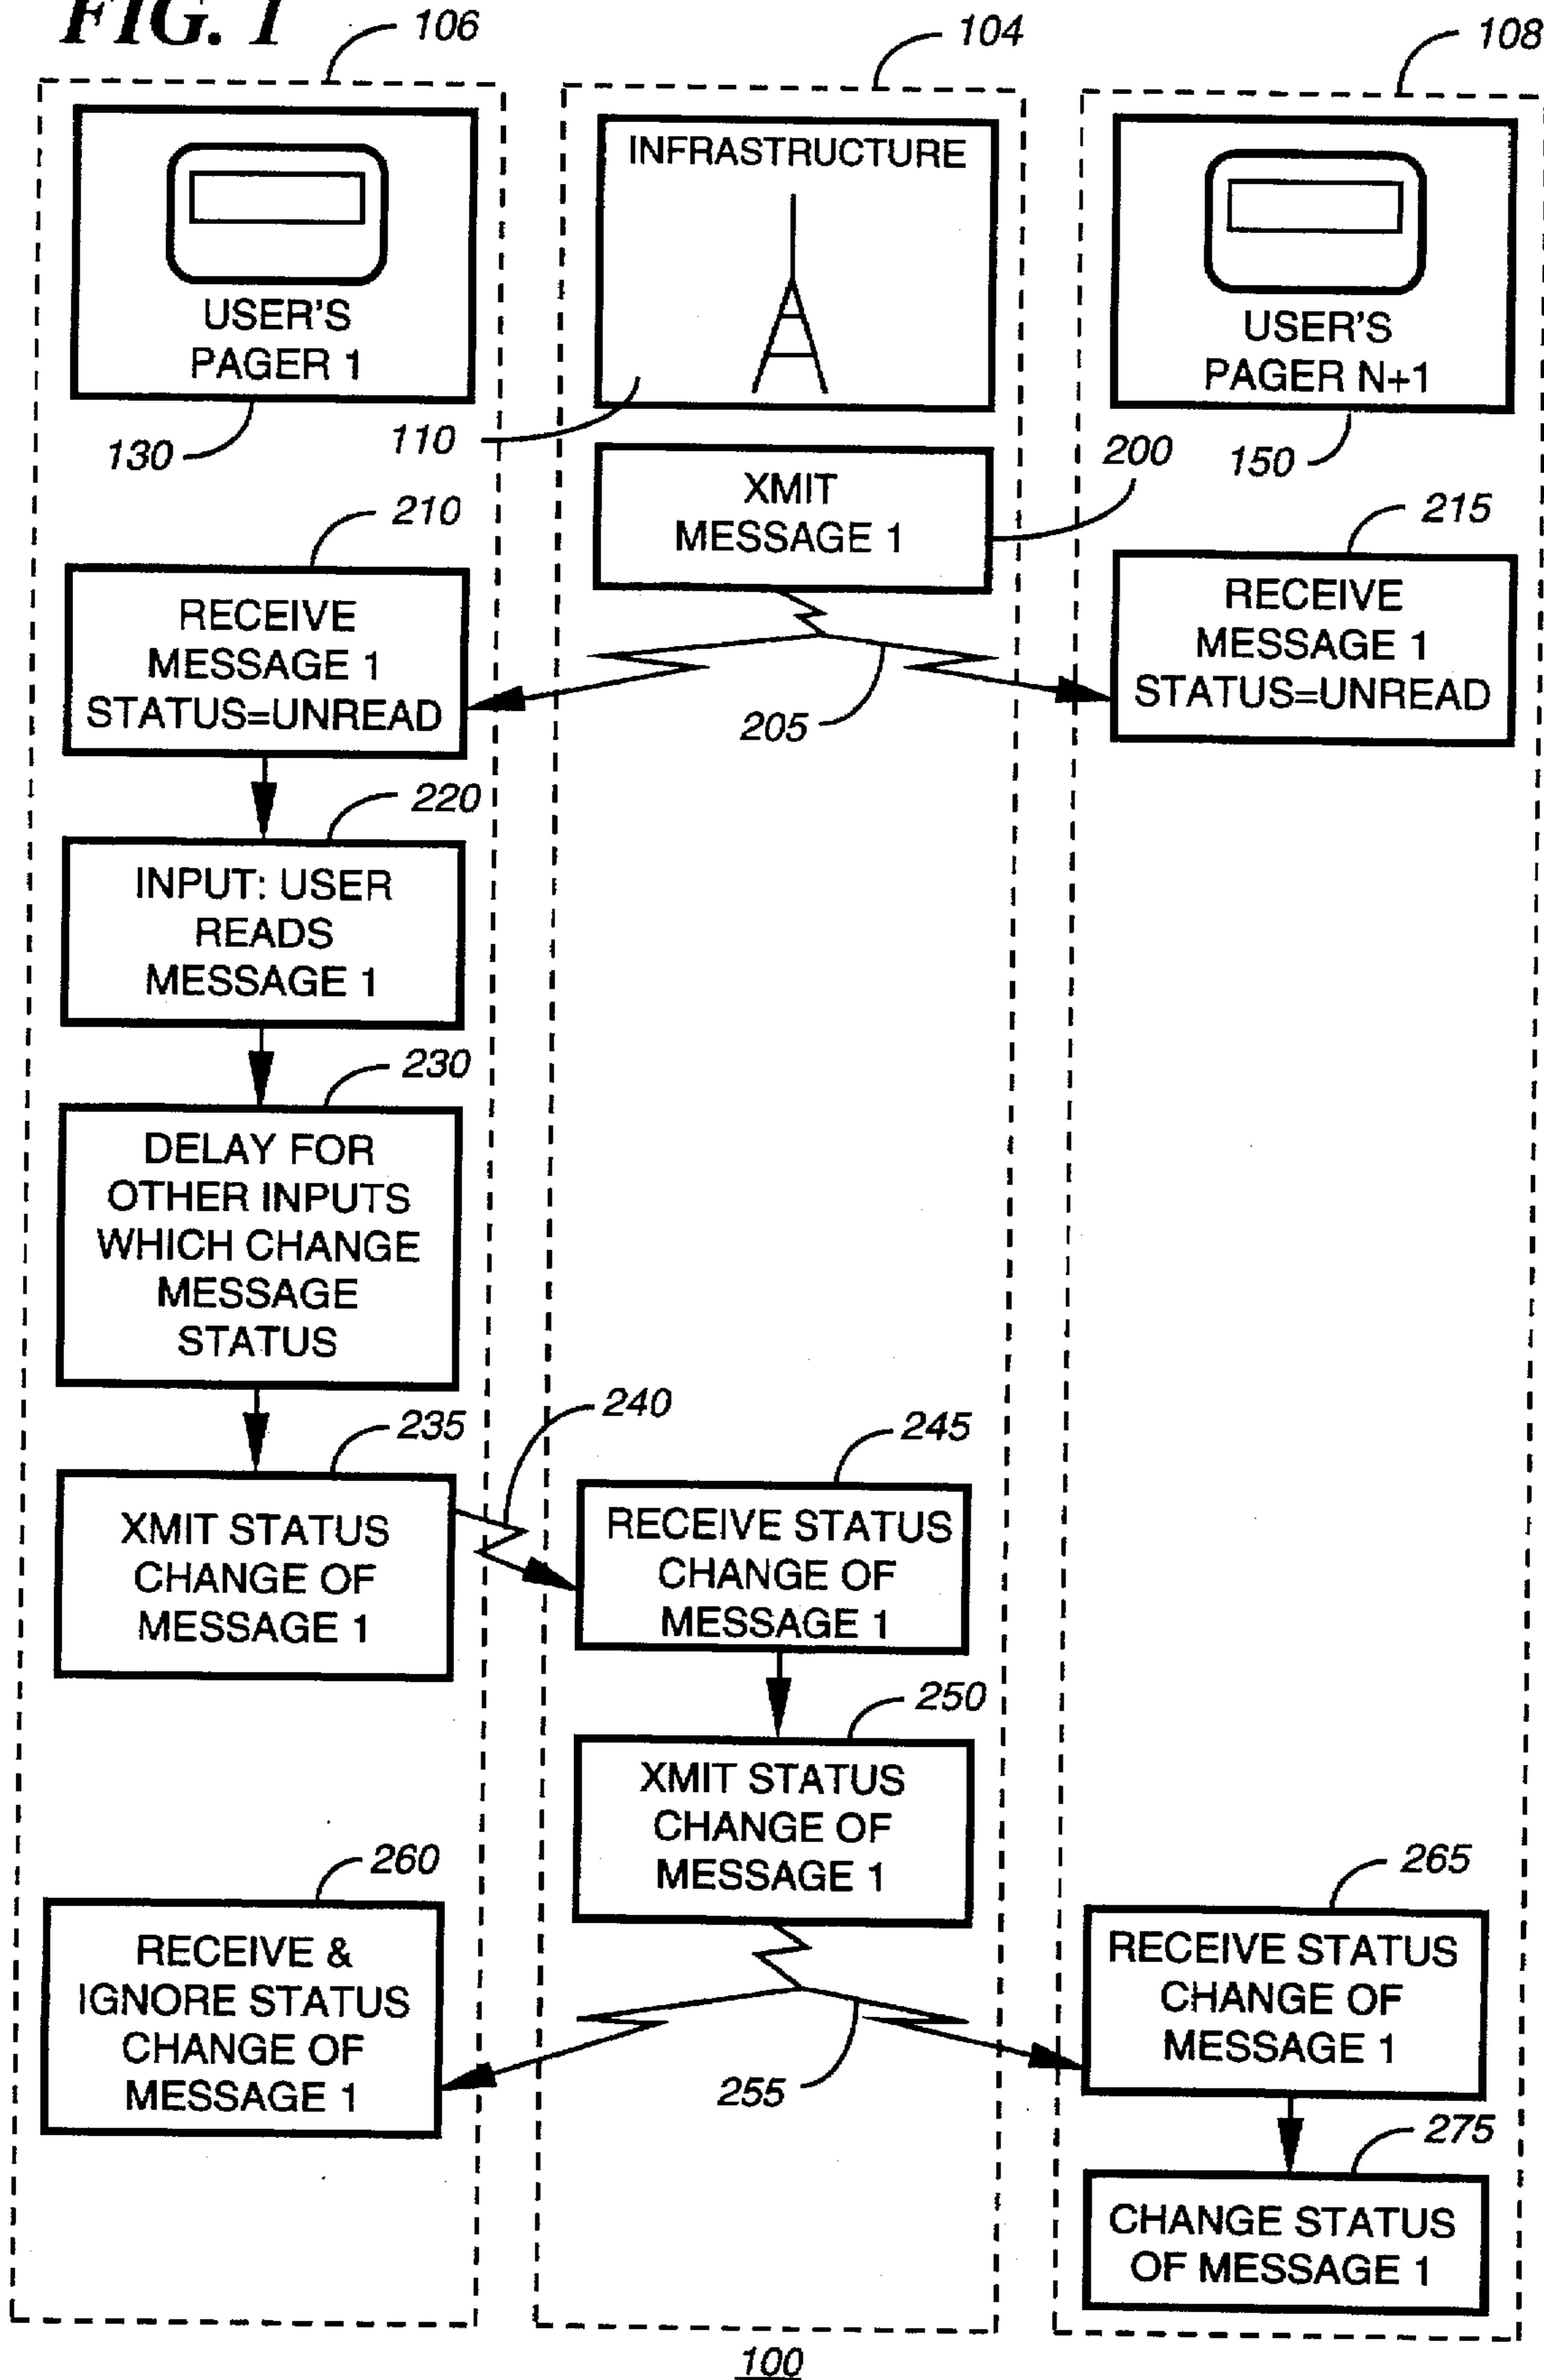 FIG. 1
106
104
108
INFRASTRUCTURE
USER'S
PAGER 1
USER'S
PAGER N+1
130
110
150
200
XMIT
MESSAGE 1
210
215
RECEIVE
MESSAGE 1
STATUS=UNREAD
RECEIVE
MESSAGE 1
STATUS=UNREAD
205
220
INPUT: USER
READS
MESSAGE 1
230
DELAY FOR
OTHER INPUTS
WHICH CHANGE
MESSAGE
STATUS
235
240
245
XMIT STATUS
CHANGE OF
MESSAGE 1
RECEIVE STATUS
CHANGE OF
MESSAGE 1
250
XMIT STATUS
CHANGE OF
MESSAGE 1
260
265
RECEIVE &
IGNORE STATUS
CHANGE OF
MESSAGE 1
RECEIVE STATUS
CHANGE OF
MESSAGE 1
255
275
CHANGE STATUS
OF MESSAGE 1
100